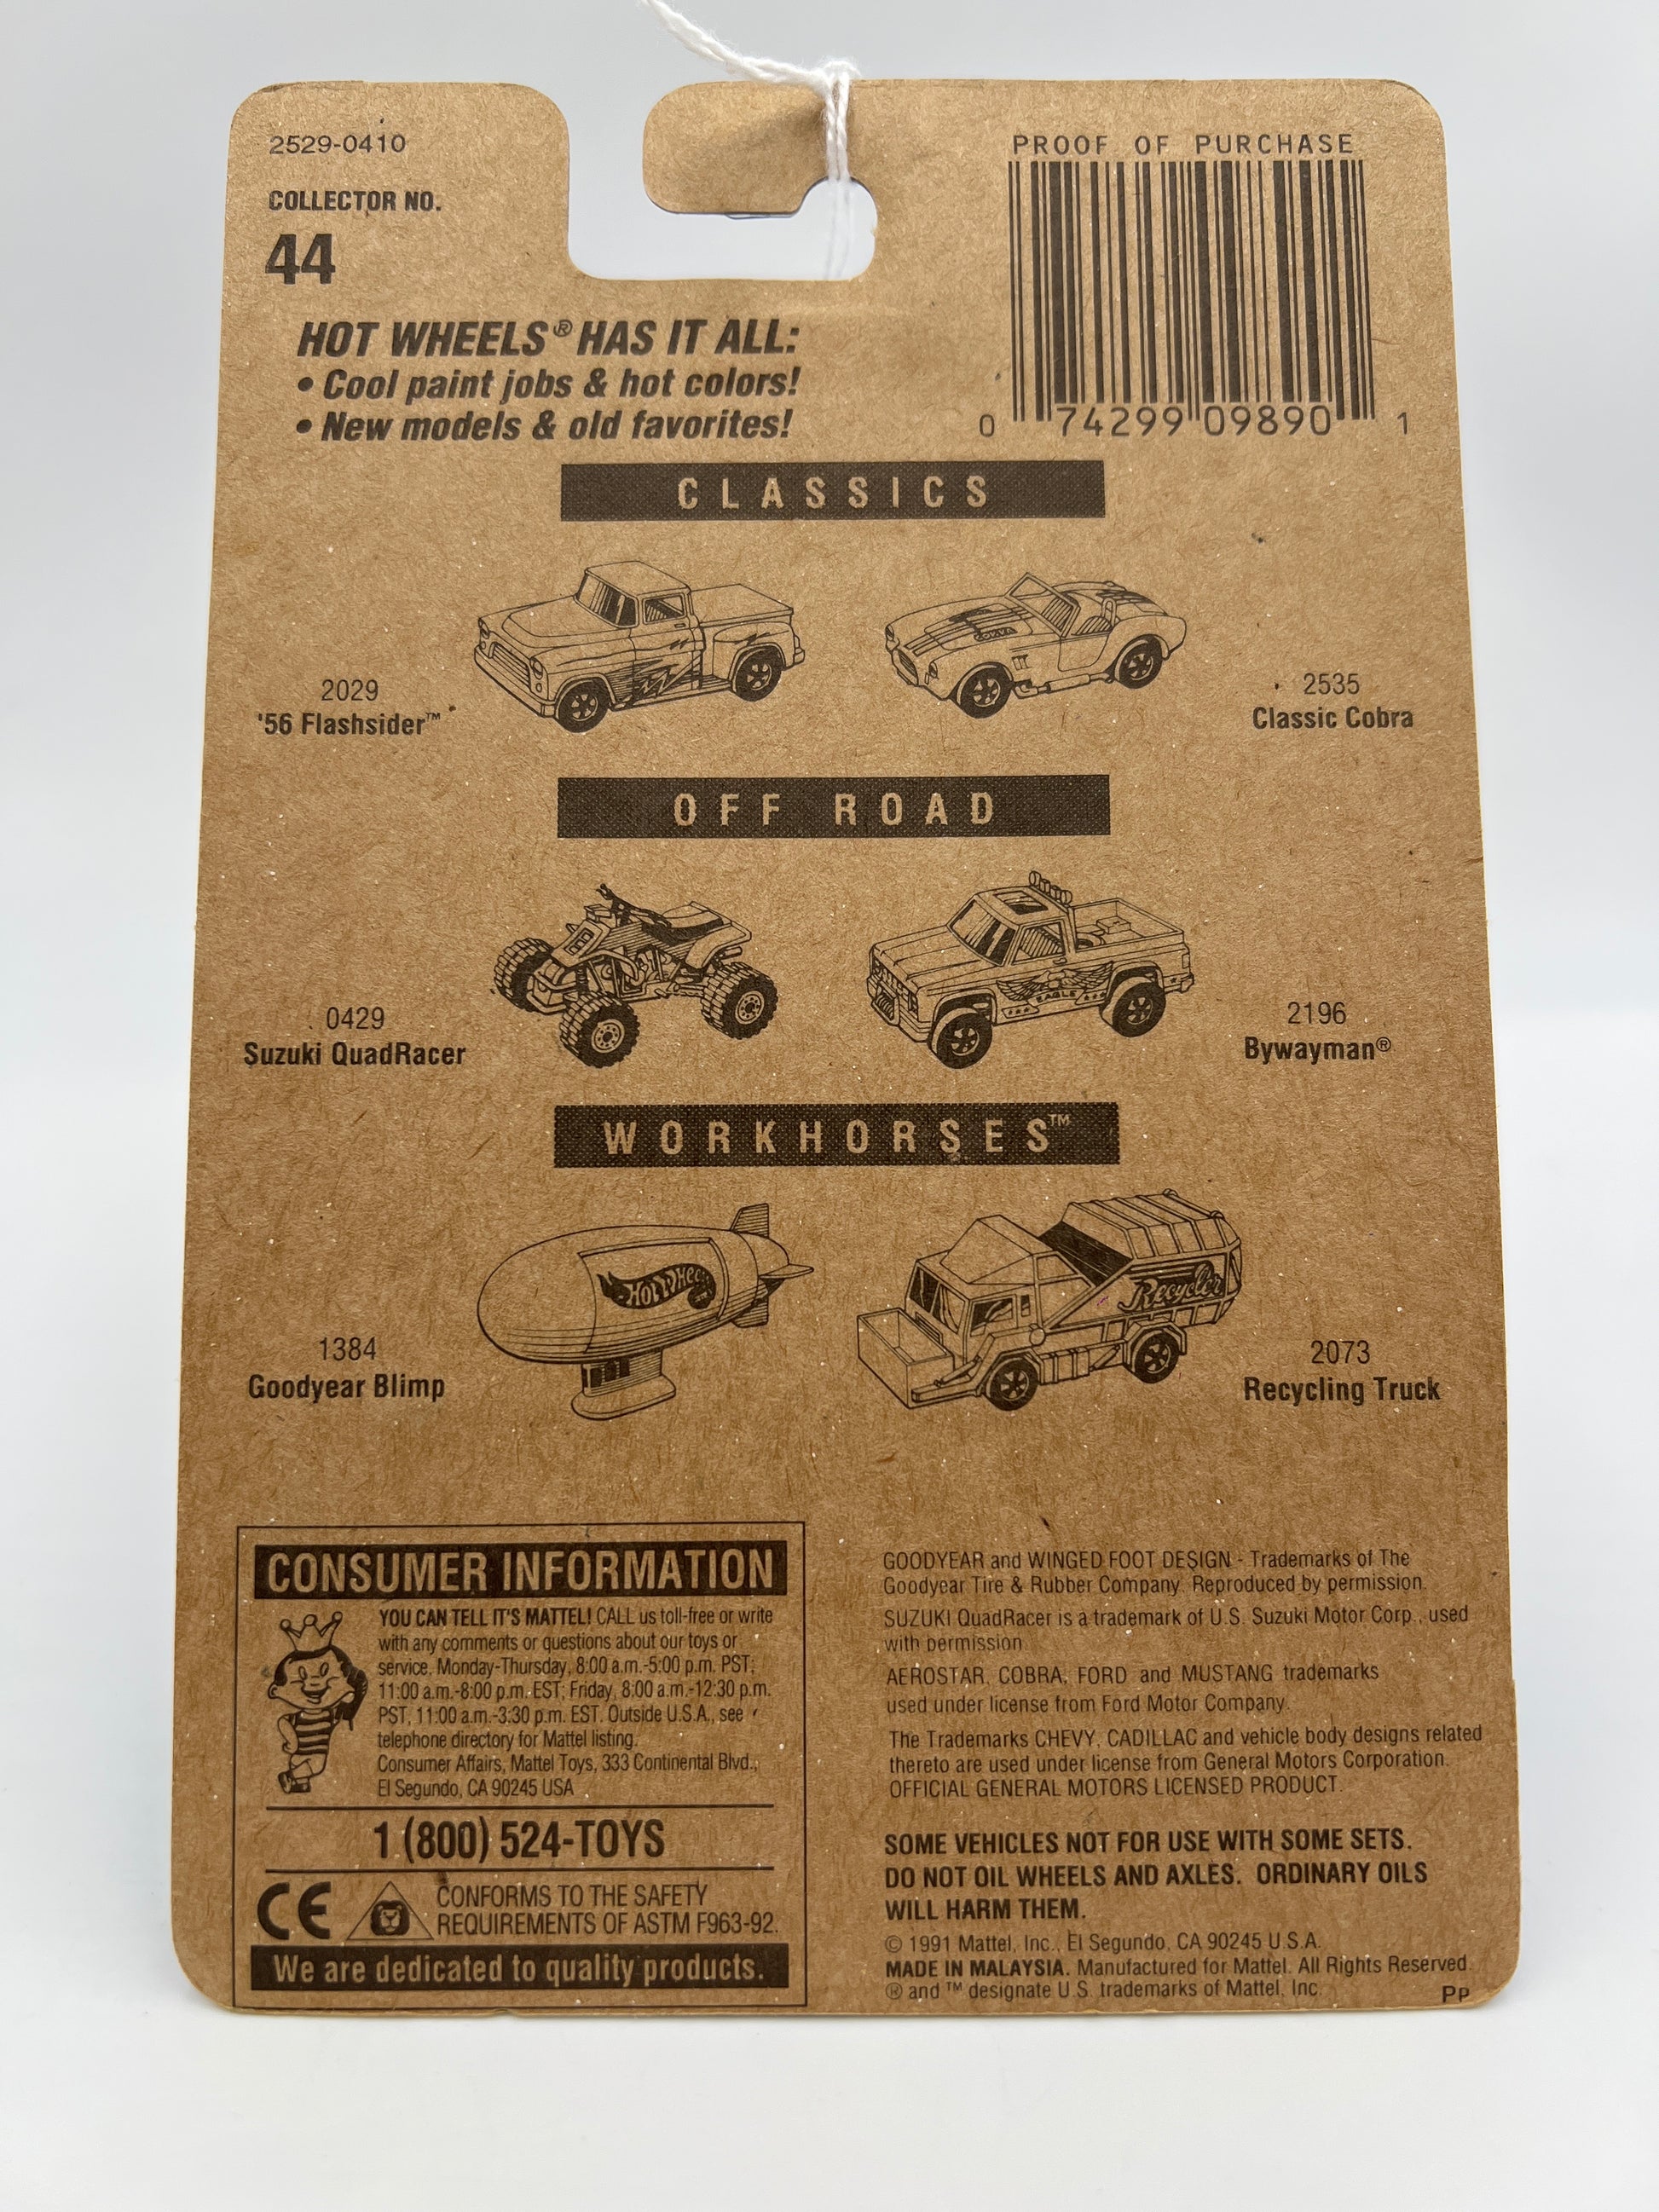 2529-0410
COLLECTOR NO.
44
PROOF OF PURCHASE
0 74299 09890 1
HOT WHEELS® HAS IT ALL:
• Cool paint jobs & hot colors!
• New models & old favorites!
CLASSICS
2029
'56 Flashsider™
2535
Classic Cobra
OFF ROAD
0429
Suzuki QuadRacer
EAGLE
2196
Bywayman®
WORKHORSES™
Hot Wheels
1384
Goodyear Blimp
Recycler
2073
Recycling Truck
CONSUMER INFORMATION
YOU CAN TELL IT'S MATTEL! CALL us toll-free or write
with any comments or questions about our toys or
service. Monday-Thursday, 8:00 a.m.-5:00 p.m. PST;
11:00 a.m.-8:00 p.m. EST; Friday, 8:00 a.m.-12:30 p.m.
PST, 11:00 a.m.-3:30 p.m. EST. Outside U.S.A., see
telephone directory for Mattel listing.
Consumer Affairs, Mattel Toys, 333 Continental Blvd.,
El Segundo, CA 90245 USA
1 (800) 524-TOYS
CE
CONFORMS TO THE SAFETY
REQUIREMENTS OF ASTM F963-92.
We are dedicated to quality products.
GOODYEAR and WINGED FOOT DESIGN - Trademarks of The
Goodyear Tire & Rubber Company. Reproduced by permission.
SUZUKI QuadRacer is a trademark of U.S. Suzuki Motor Corp., used
with permission.
AEROSTAR, COBRA, FORD and MUSTANG trademarks
used under license from Ford Motor Company.
The Trademarks CHEVY, CADILLAC and vehicle body designs related
thereto are used under license from General Motors Corporation.
OFFICIAL GENERAL MOTORS LICENSED PRODUCT.
SOME VEHICLES NOT FOR USE WITH SOME SETS.
DO NOT OIL WHEELS AND AXLES. ORDINARY OILS
WILL HARM THEM.
© 1991 Mattel, Inc., El Segundo, CA 90245 U.S.A.
MADE IN MALAYSIA. Manufactured for Mattel. All Rights Reserved.
® and ™ designate U.S. trademarks of Mattel, Inc.
PP